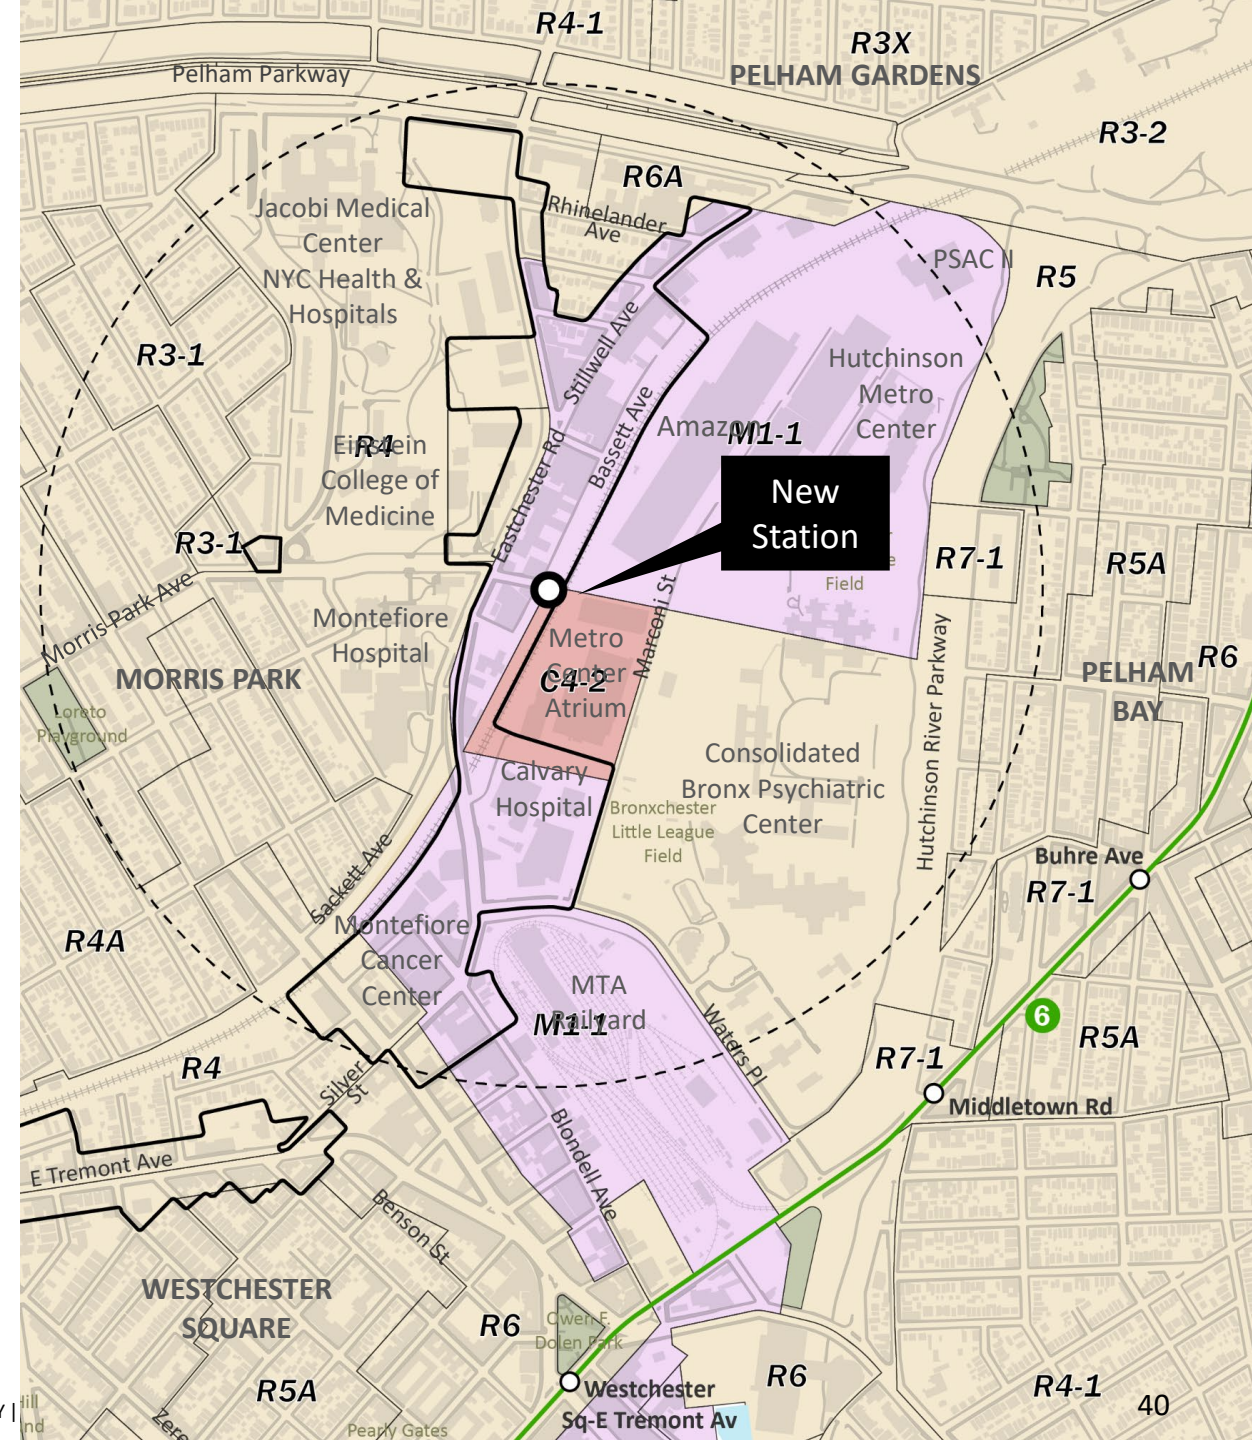 R4-1
R3X
Pelham Parkway
PELHAM GARDENS
R3-2
R6A
Jacobi Medical
Center
NYC Health &
Hospitals
Rhinelander
Ave
PSAC II
R5
R3-1
Stillwell Ave
Hutchinson
Metro
Center
Bassett Ave
Amazon
M1-1
R4
Einstein
College of
Medicine
Eastchester Rd
New
Station
R3-1
Field
R7-1
R5A
Morris Park Ave
Montefiore
Hospital
Metro
Center
Atrium
C4-2
Marconi St
Hutchinson River Parkway
MORRIS PARK
PELHAM
BAY
R6
Loreto
Playground
Calvary
Hospital
Consolidated
Bronx Psychiatric
Center
Bronxchester
Little League
Field
Sackett Ave
Buhre Ave
R7-1
R4A
Montefiore
Cancer
Center
MTA
Railyard
M1-1
Waters Pl
6
R5A
R4
R7-1
Silver
St
Middletown Rd
E Tremont Ave
Blondell Ave
Benson St
WESTCHESTER
SQUARE
R6
Owen F.
Dolen Park
R5A
Westchester
Sq-E Tremont Av
R6
R4-1
40
Pearly Gates